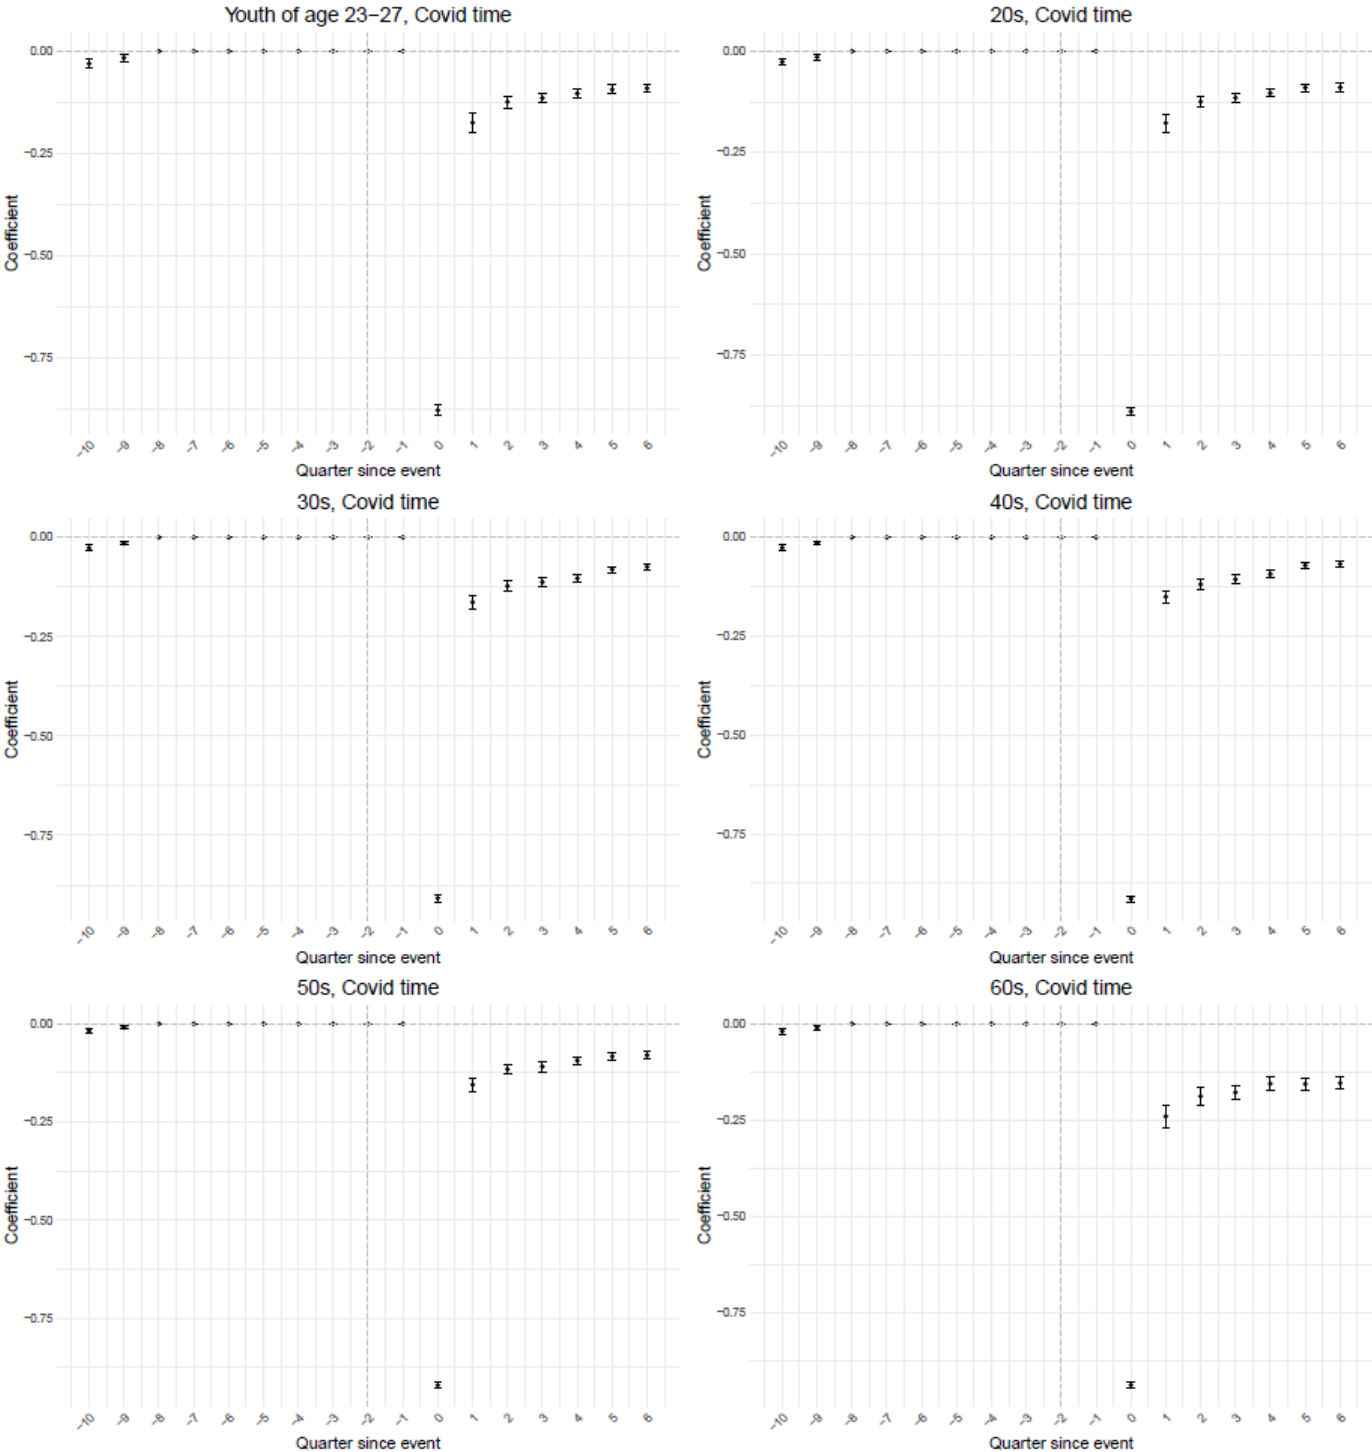 Youth of age 23−27, Covid time
0.00
−0.25
−0.50
−0.75
Coefficient
−10 −9 −8 −7 −6 −5 −4 −3 −2 −1 0 1 2 3 4 5 6
Quarter since event
20s, Covid time
0.00
−0.25
−0.50
−0.75
Coefficient
−10 −9 −8 −7 −6 −5 −4 −3 −2 −1 0 1 2 3 4 5 6
Quarter since event
30s, Covid time
0.00
−0.25
−0.50
−0.75
Coefficient
−10 −9 −8 −7 −6 −5 −4 −3 −2 −1 0 1 2 3 4 5 6
Quarter since event
40s, Covid time
0.00
−0.25
−0.50
−0.75
Coefficient
−10 −9 −8 −7 −6 −5 −4 −3 −2 −1 0 1 2 3 4 5 6
Quarter since event
50s, Covid time
0.00
−0.25
−0.50
−0.75
Coefficient
−10 −9 −8 −7 −6 −5 −4 −3 −2 −1 0 1 2 3 4 5 6
Quarter since event
60s, Covid time
0.00
−0.25
−0.50
−0.75
Coefficient
−10 −9 −8 −7 −6 −5 −4 −3 −2 −1 0 1 2 3 4 5 6
Quarter since event